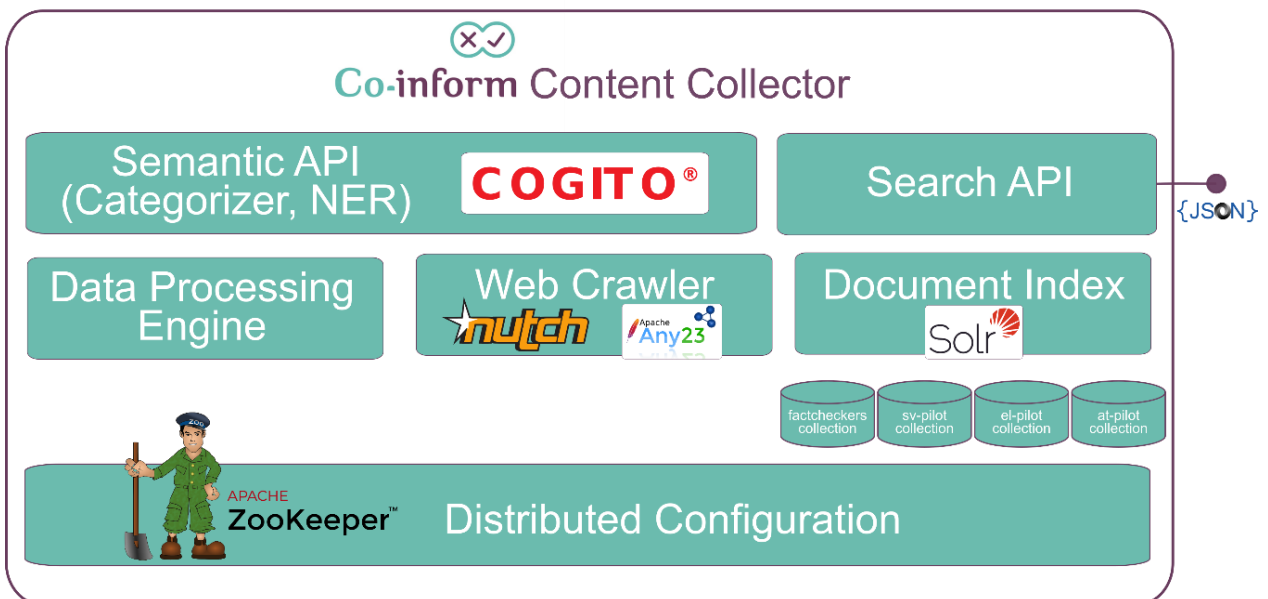 Co-inform Content Collector
Semantic API
(Categorizer, NER)
COGITO®
Search API
{JSON}
Data Processing
Engine
Web Crawler
nutch
Apache
Any23
Document Index
Solr
factcheckers
collection
sv-pilot
collection
el-pilot
collection
at-pilot
collection
ZOO
APACHE
ZooKeeper™
Distributed Configuration